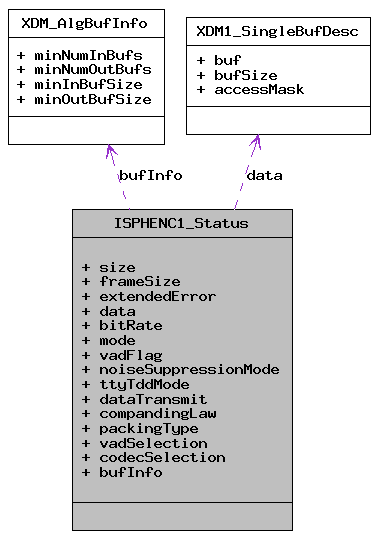 XDM_AlgBufInfo
+ minNumInBufs
+ minNumOutBufs
+ minInBufSize
+ minOutBufSize
XDM1_SingleBufDesc
+ buf
+ bufSize
+ accessMask
bufInfo
data
ISPHENC1_Status
+ size
+ frameSize
+ extendedError
+ data
+ bitRate
+ mode
+ vadFlag
+ noiseSuppressionMode
+ ttyTddMode
+ dataTransmit
+ compandingLaw
+ packingType
+ vadSelection
+ codecSelection
+ bufInfo